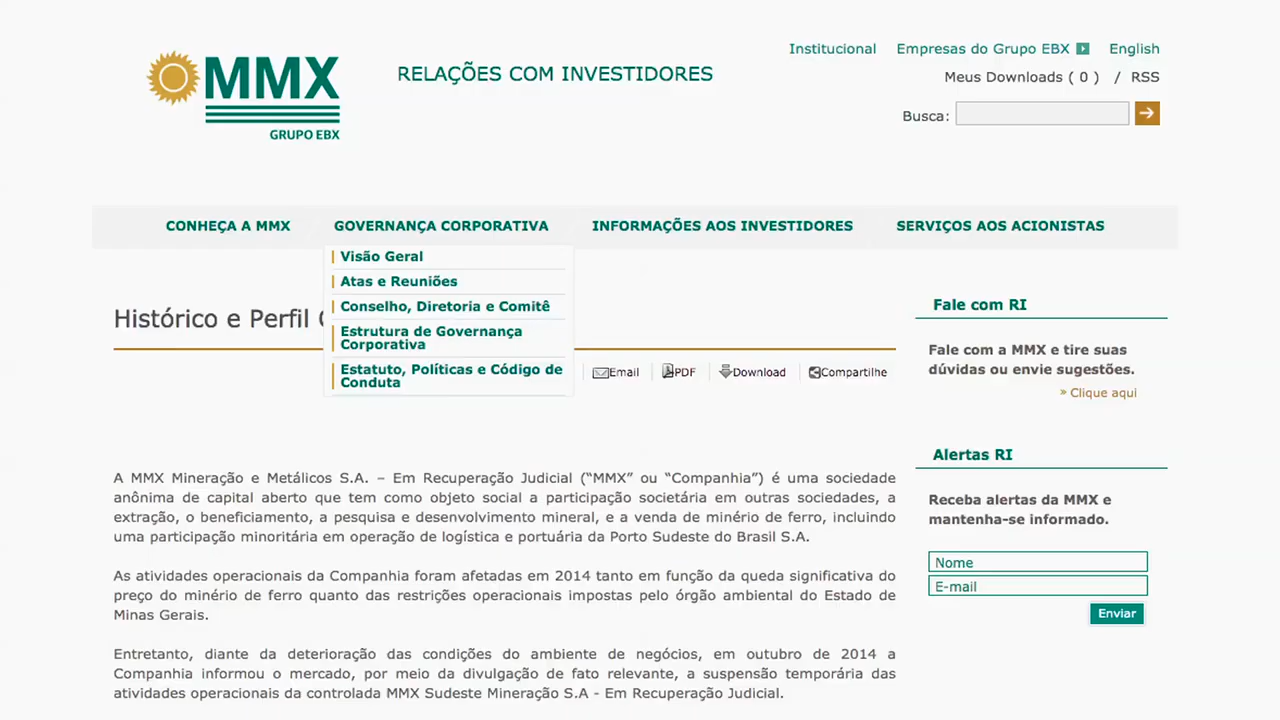 Institucional Empresas do Grupo EBX English
MMX
GRUPO EBX
RELAÇÕES COM INVESTIDORES
Meus Downloads ( 0 ) / RSS
Busca:
CONHEÇA A MMX GOVERNANÇA CORPORATIVA INFORMAÇÕES AOS INVESTIDORES SERVIÇOS AOS ACIONISTAS
Visão Geral
Atas e Reuniões
Conselho, Diretoria e Comitê
Estrutura de Governança
Corporativa
Estatuto, Políticas e Código de
Conduta
Histórico e Perfil
Email PDF Download Compartilhe
A MMX Mineração e Metálicos S.A. – Em Recuperação Judicial (“MMX” ou “Companhia”) é uma sociedade
anônima de capital aberto que tem como objeto social a participação societária em outras sociedades, a
extração, o beneficiamento, a pesquisa e desenvolvimento mineral, e a venda de minério de ferro, incluindo
uma participação minoritária em operação de logística e portuária da Porto Sudeste do Brasil S.A.
As atividades operacionais da Companhia foram afetadas em 2014 tanto em função da queda significativa do
preço do minério de ferro quanto das restrições operacionais impostas pelo órgão ambiental do Estado de
Minas Gerais.
Entretanto, diante da deterioração das condições do ambiente de negócios, em outubro de 2014 a
Companhia informou o mercado, por meio da divulgação de fato relevante, a suspensão temporária das
atividades operacionais da controlada MMX Sudeste Mineração S.A - Em Recuperação Judicial.
Fale com RI
Fale com a MMX e tire suas
dúvidas ou envie sugestões.
» Clique aqui
Alertas RI
Receba alertas da MMX e
mantenha-se informado.
Nome
E-mail
Enviar